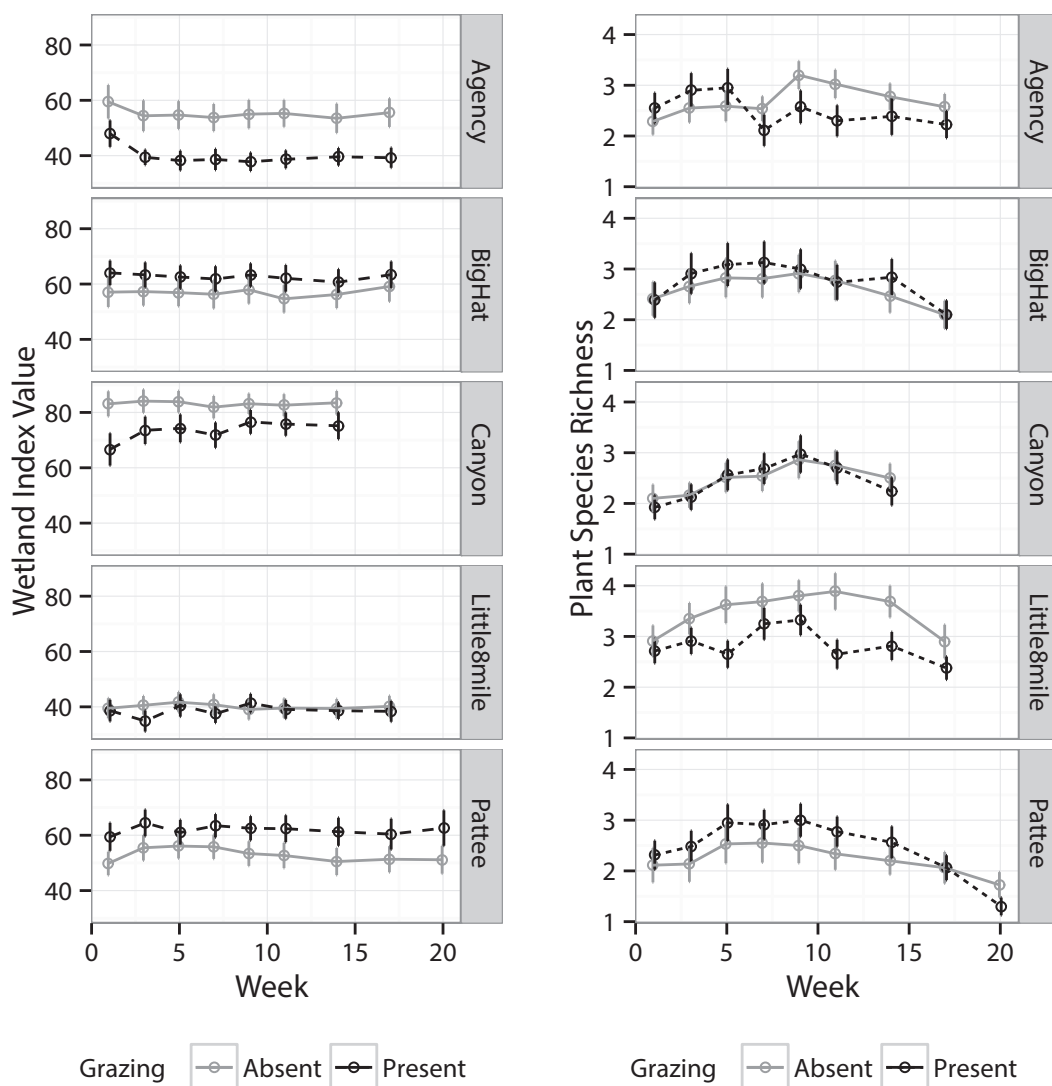 Wetland Index Value
80
60
40
Agency
80
60
40
BigHat
80
60
40
Canyon
80
60
40
Little8mile
80
60
40
Pattee
0 5 10 15 20
Week
Grazing Absent Present
Plant Species Richness
4
3
2
1
Agency
4
3
2
1
BigHat
4
3
2
1
Canyon
4
3
2
1
Little8mile
4
3
2
1
Pattee
0 5 10 15 20
Week
Grazing Absent Present